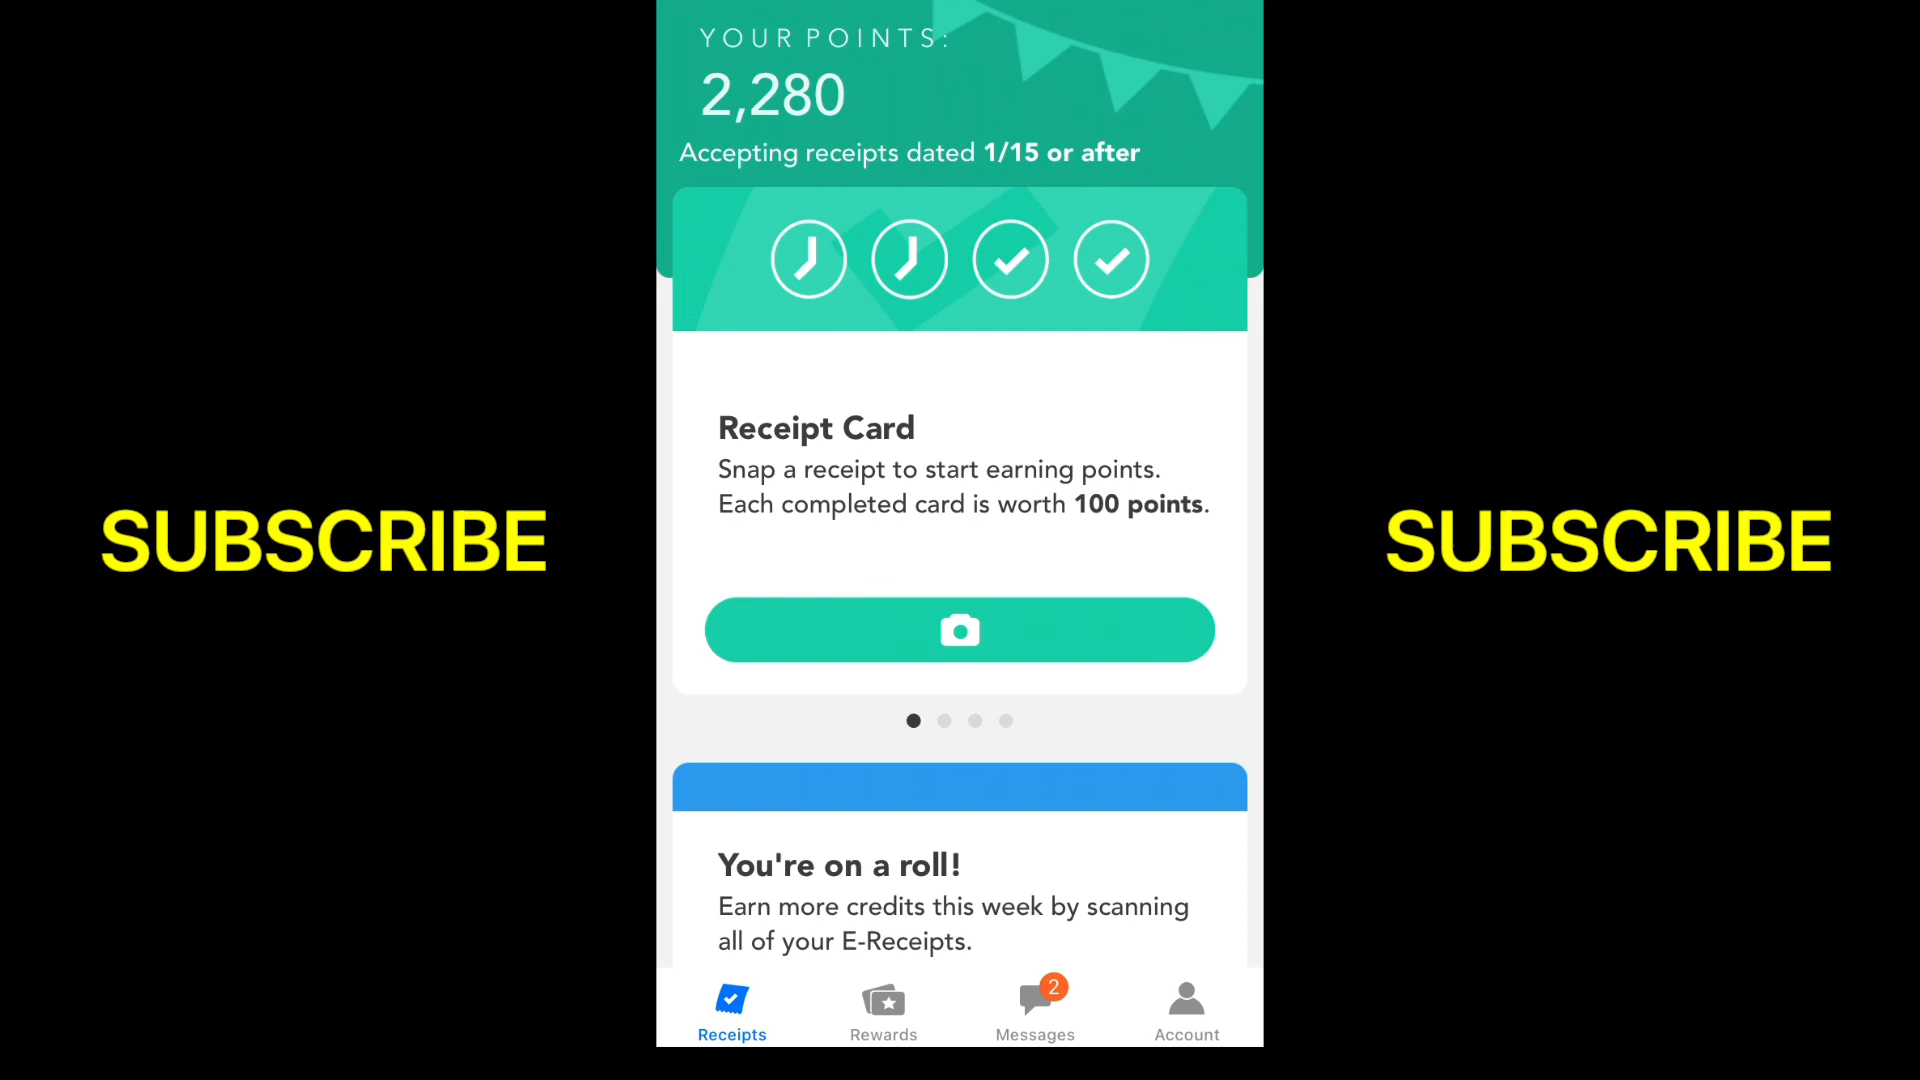 YOUR POINTS:
2,280
Accepting receipts dated 1/15 or after
Receipt Card
Snap a receipt to start earning points.
Each completed card is worth 100 points.
SUBSCRIBE
SUBSCRIBE
You're on a roll!
Earn more credits this week by scanning
all of your E-Receipts.
2
Receipts
Rewards
Messages
Account